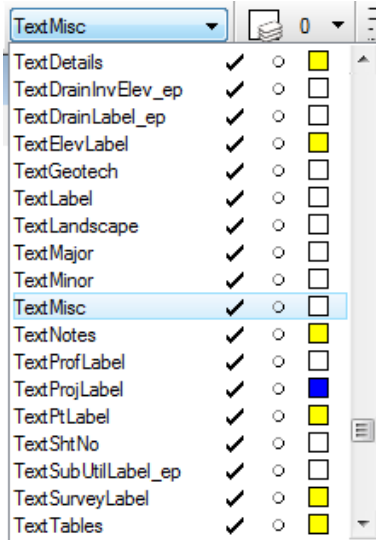 TextMisc 0
TextDetails
TextDrainInvElev_ep
TextDrainLabel_ep
TextElevLabel
TextGeotech
TextLabel
TextLandscape
TextMajor
TextMinor
TextMisc
TextNotes
TextProfLabel
TextProjLabel
TextPtLabel
TextShtNo
TextSubUtilLabel_ep
TextSurveyLabel
TextTables